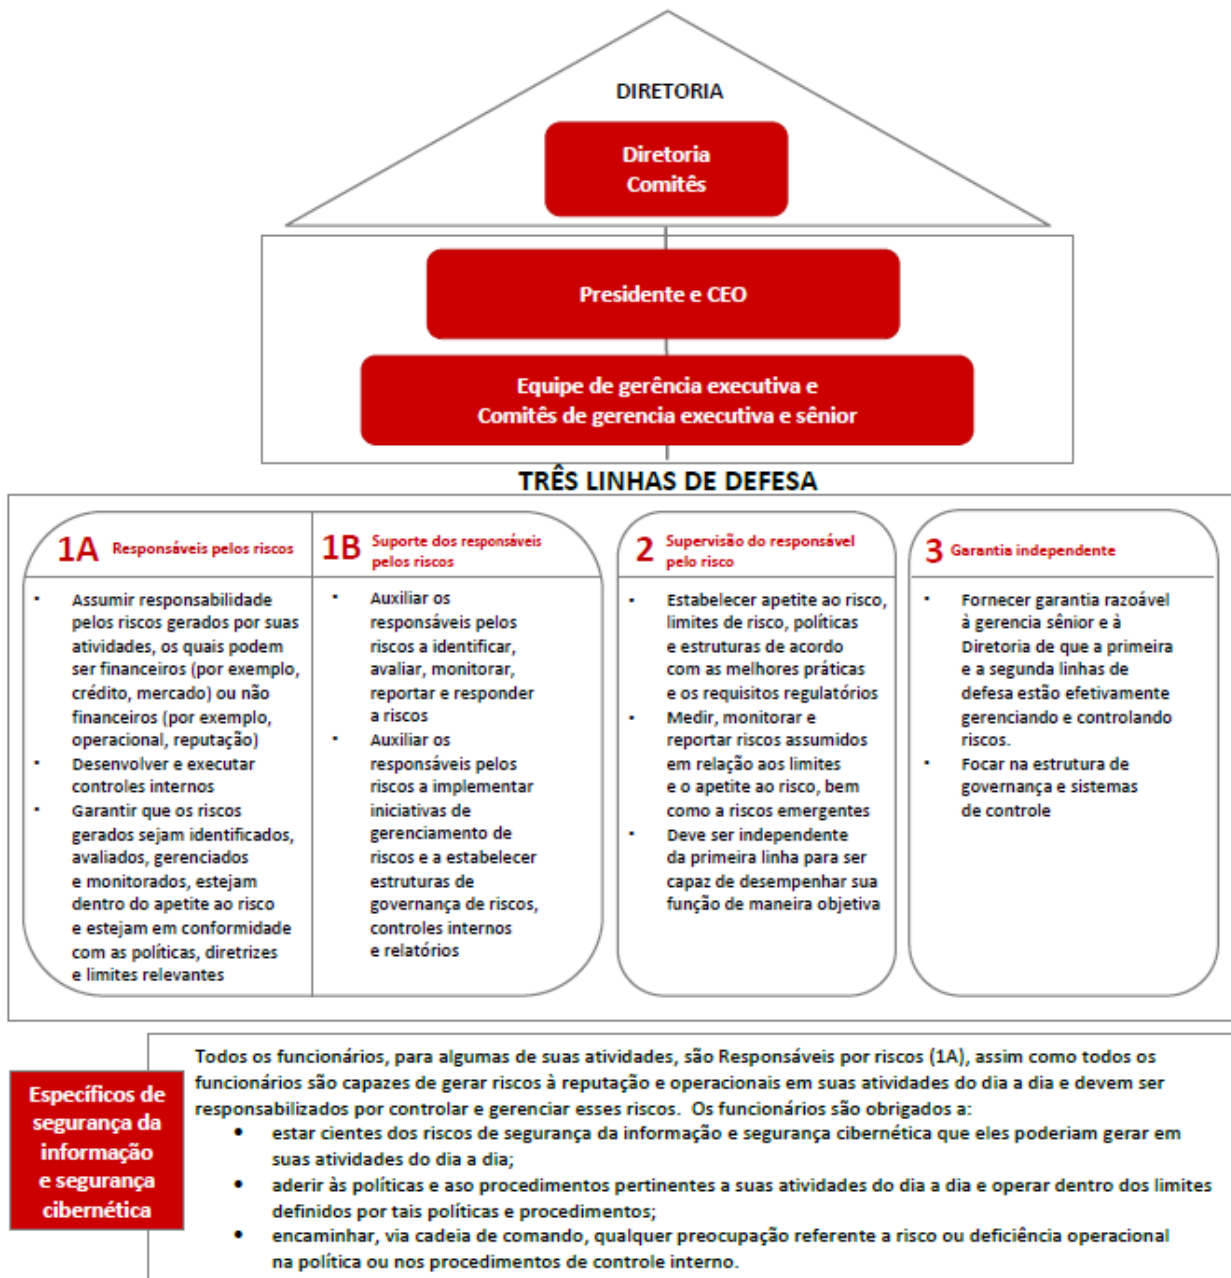 DIRETORIA
Diretoria
Comitês
Presidente e CEO
Equipe de gerência executiva e
Comitês de gerencia executiva e sênior
TRÊS LINHAS DE DEFESA
1A Responsáveis pelos riscos
▪ Assumir responsabilidade
pelos riscos gerados por suas
atividades, os quais podem
ser financeiros (por exemplo,
crédito, mercado) ou não
financeiros (por exemplo,
operacional, reputação)
▪ Desenvolver e executar
controles internos
▪ Garantir que os riscos
gerados sejam identificados,
avaliados, gerenciados
e monitorados, estejam
dentro do apetite ao risco
e estejam em conformidade
com as políticas, diretrizes
e limites relevantes
1B Suporte dos responsáveis
pelos riscos
▪ Auxiliar os
responsáveis pelos
riscos a identificar,
avaliar, monitorar,
reportar e responder
a riscos
▪ Auxiliar os
responsáveis pelos
riscos a implementar
iniciativas de
gerenciamento de
riscos e a estabelecer
estruturas de
governança de riscos,
controles internos
e relatórios
2 Supervisão do responsável
pelo risco
▪ Estabelecer apetite ao risco,
limites de risco, políticas
e estruturas de acordo
com as melhores práticas
e os requisitos regulatórios
▪ Medir, monitorar e
reportar riscos assumidos
em relação aos limites
e o apetite ao risco, bem
como a riscos emergentes
▪ Deve ser independente
da primeira linha para ser
capaz de desempenhar sua
função de maneira objetiva
3 Garantia independente
▪ Fornecer garantia razoável
à gerencia sênior e à
Diretoria de que a primeira
e a segunda linhas de
defesa estão efetivamente
gerenciando e controlando
riscos.
▪ Focar na estrutura de
governança e sistemas
de controle
Específicos de
segurança da
informação
e segurança
cibernética
Todos os funcionários, para algumas de suas atividades, são Responsáveis por riscos (1A), assim como todos os
funcionários são capazes de gerar riscos à reputação e operacionais em suas atividades do dia a dia e devem ser
responsabilizados por controlar e gerenciar esses riscos. Os funcionários são obrigados a:
• estar cientes dos riscos de segurança da informação e segurança cibernética que eles poderiam gerar em
suas atividades do dia a dia;
• aderir às políticas e aso procedimentos pertinentes a suas atividades do dia a dia e operar dentro dos limites
definidos por tais políticas e procedimentos;
• encaminhar, via cadeia de comando, qualquer preocupação referente a risco ou deficiência operacional
na política ou nos procedimentos de controle interno.